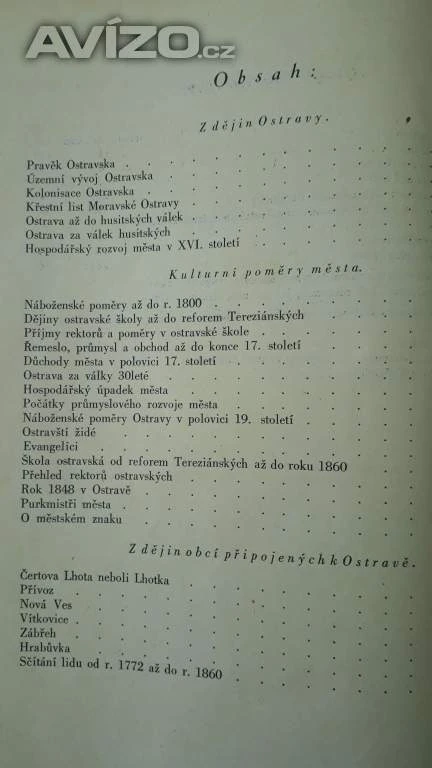 AVÍZO.cz
Obsah:
Z dějin Ostravy.
Pravěk Ostravska
Územní vývoj Ostravska
Kolonisace Ostravska
Křestní list Moravské Ostravy
Ostrava až do husitských válek
Ostrava za válek husitských
Hospodářský rozvoj města v XVI. století
Kulturní poměry města.
Náboženské poměry až do r. 1800
Dějiny ostravské školy až do reforem Tereziánských
Příjmy rektorů a poměry v ostravské škole
Řemeslo, průmysl a obchod až do konce 17. století
Důchody města v polovici 17. století
Ostrava za války 30leté
Hospodářský úpadek města
Počátky průmyslového rozvoje města
Náboženské poměry Ostravy v polovici 19. století
Ostravští židé
Evangelíci
Škola ostravská od reforem Tereziánských až do roku 1860
Přehled rektorů ostravských
Rok 1848 v Ostravě
Purkmistři města
O městském znaku
Z dějin obcí připojených k Ostravě.
Čertova Lhota neboli Lhotka
Přívoz
Nová Ves
Vítkovice
Zábřeh
Hrabůvka
Sčítání lidu od r. 1772 až do r. 1860